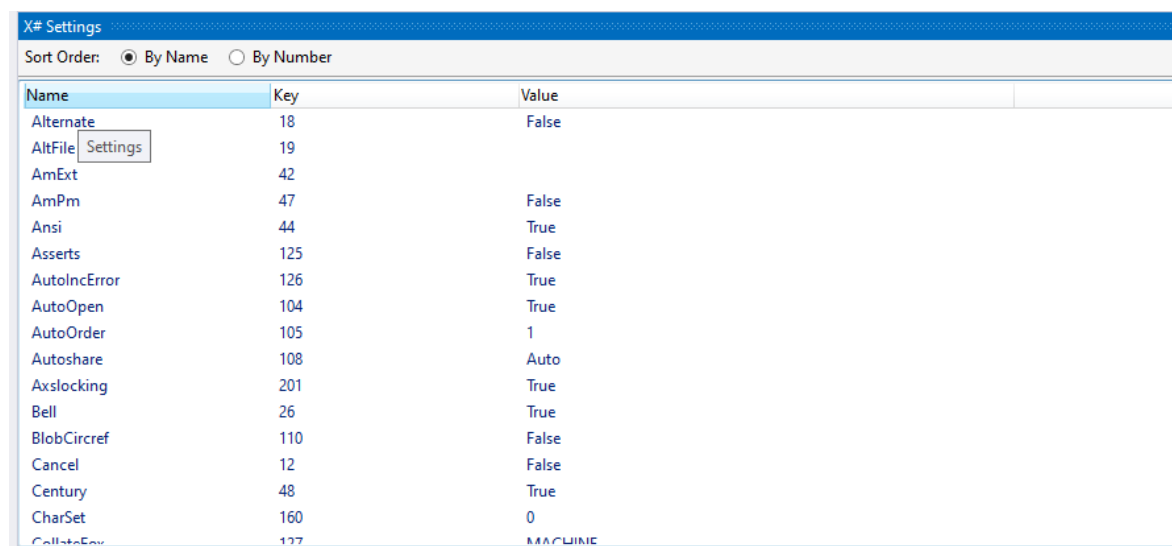 X# Settings
Sort Order: By Name By Number
Name Key Value
Alternate 18 False
AltFile Settings 19
AmExt 42
AmPm 47 False
Ansi 44 True
Asserts 125 False
AutoIncError 126 True
AutoOpen 104 True
AutoOrder 105 1
Autoshare 108 Auto
Axslocking 201 True
Bell 26 True
BlobCircref 110 False
Cancel 12 False
Century 48 True
CharSet 160 0
CollateFox 127 MACHINE